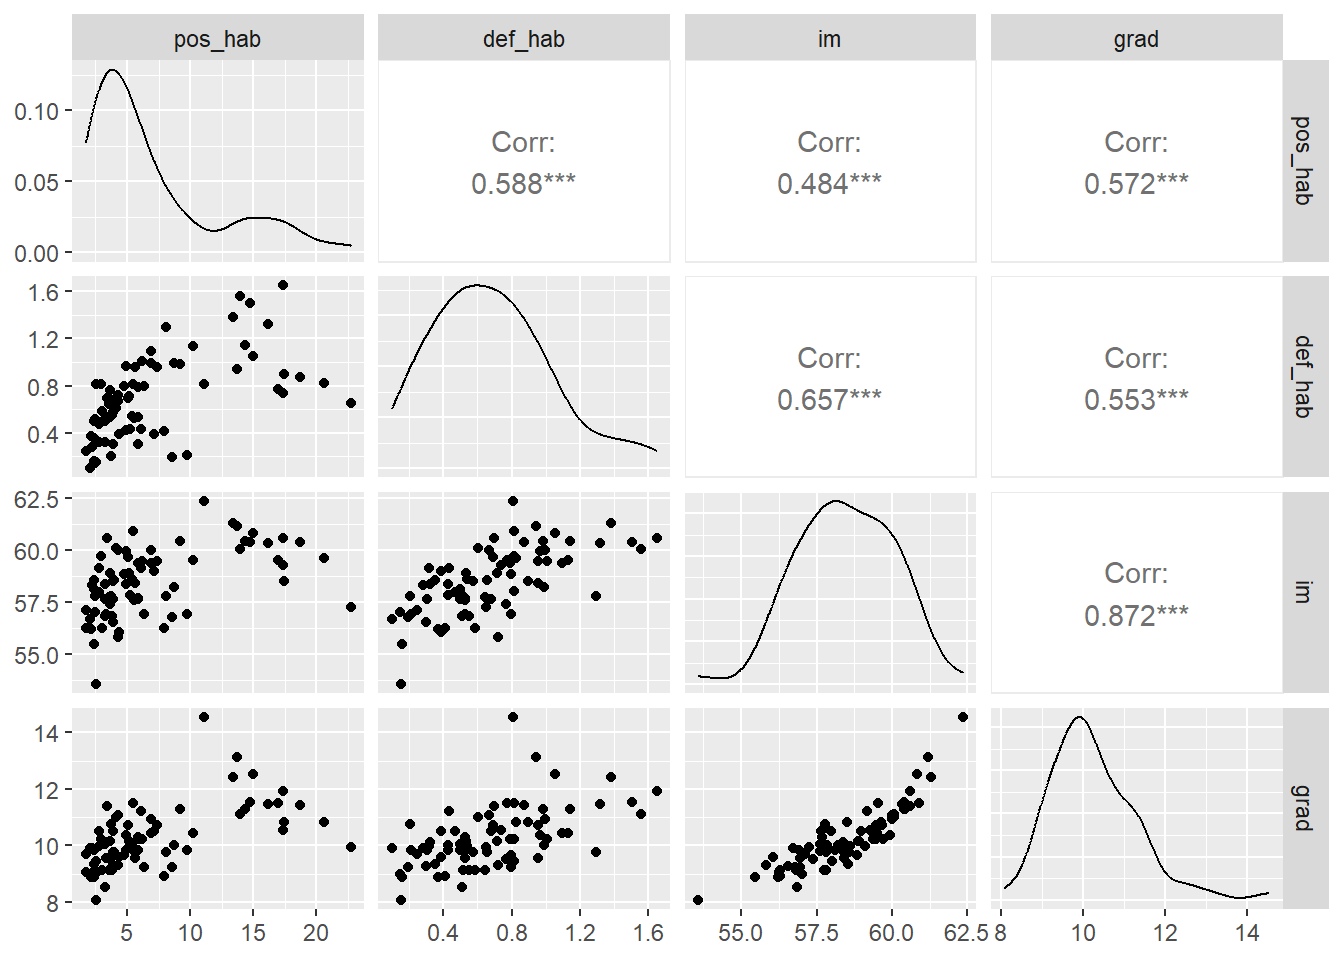 pos_hab def_hab im grad
0.10
0.05
0.00
Corr:
0.588***
Corr:
0.484***
Corr:
0.572***
pos_hab
1.6
1.2
0.8
0.4
Corr:
0.657***
Corr:
0.553***
def_hab
62.5
60.0
57.5
55.0
Corr:
0.872***
im
14
12
10
8
grad
5 10 15 20
0.4 0.8 1.2 1.6
55.0 57.5 60.0 62.5
8 10 12 14